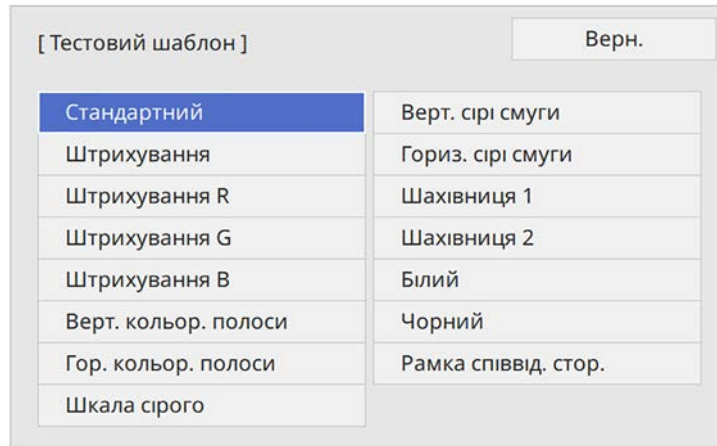 [ Тестовий шаблон ]
Верн.
Стандартний
Штрихування
Штрихування R
Штрихування G
Штрихування B
Верт. кольор. полоси
Гор. кольор. полоси
Шкала сірого
Верт. сірі смуги
Гориз. сірі смуги
Шахівниця 1
Шахівниця 2
Білий
Чорний
Рамка співвід. стор.